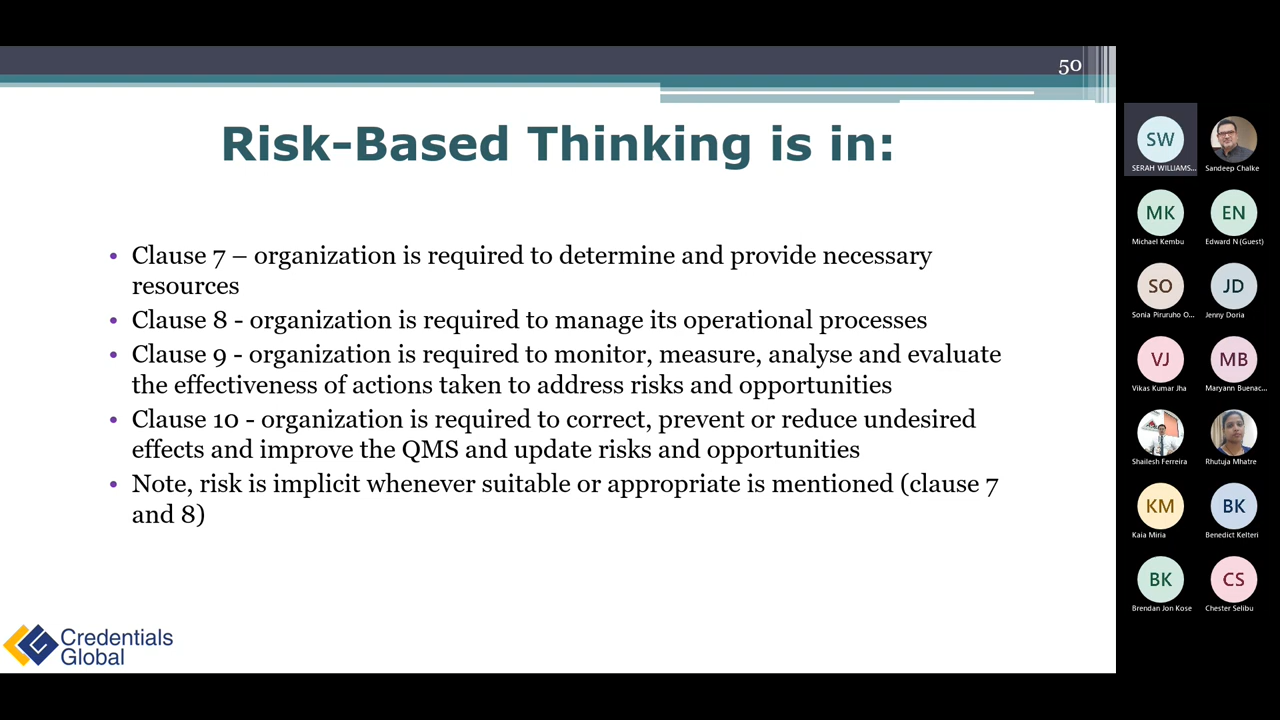 50
Risk-Based Thinking is in:
• Clause 7 – organization is required to determine and provide necessary
resources
• Clause 8 - organization is required to manage its operational processes
• Clause 9 - organization is required to monitor, measure, analyse and evaluate
the effectiveness of actions taken to address risks and opportunities
• Clause 10 - organization is required to correct, prevent or reduce undesired
effects and improve the QMS and update risks and opportunities
• Note, risk is implicit whenever suitable or appropriate is mentioned (clause 7
and 8)
Credentials
Global
SW
SERAH WILLIAMS...
Sandeep Chalke
MK
Michael Kembu
EN
Edward N (Guest)
SO
Sonia Piruruho O...
JD
Jenny Doria
VJ
Vikas Kumar Jha
MB
Maryann Buenac...
Shailesh Ferreira
Rhutuja Mhatre
KM
Kaia Miria
BK
Benedict Kelteri
BK
Brendan Jon Kose
CS
Chester Selibu